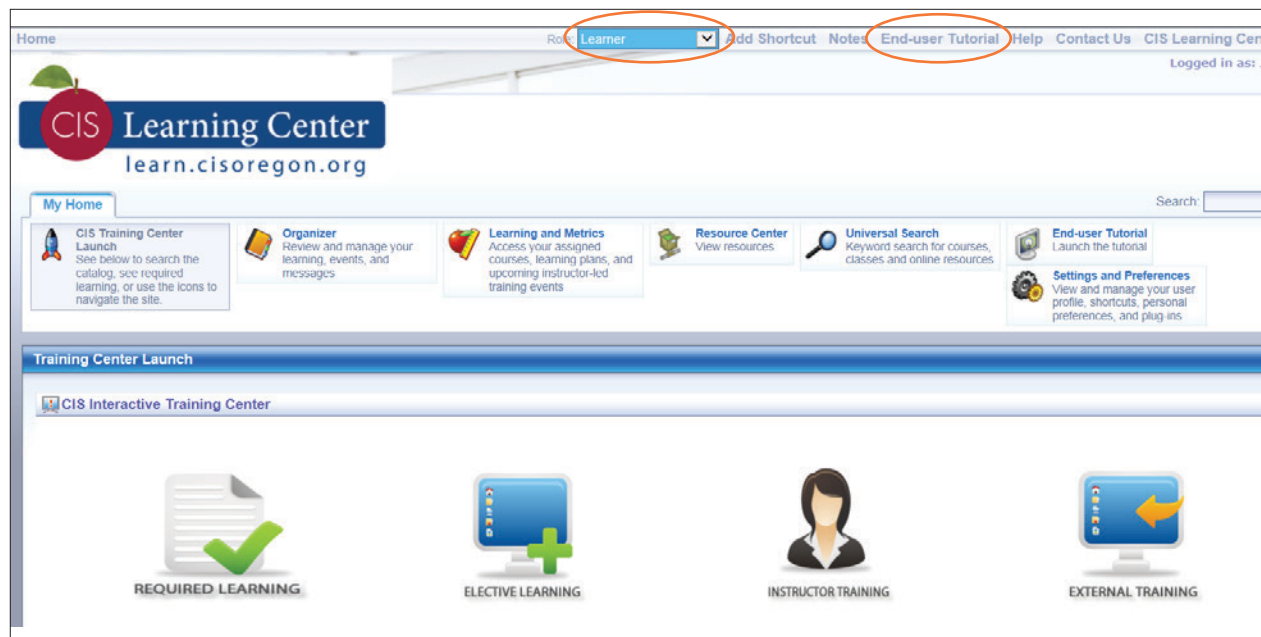 Home Role: Learner Add Shortcut Notes End-user Tutorial Help Contact Us CIS Learning Cen
Logged in as:
CIS Learning Center
learn.cisoregon.org
My Home
Search:
CIS Training Center
Launch
See below to search the
catalog, see required
learning, or use the icons to
navigate the site.
Organizer
Review and manage your
learning, events, and
messages
Learning and Metrics
Access your assigned
courses, learning plans, and
upcoming instructor-led
training events
Resource Center
View resources
Universal Search
Keyword search for courses,
classes and online resources
End-user Tutorial
Launch the tutorial
Settings and Preferences
View and manage your user
profile, shortcuts, personal
preferences, and plug-ins
Training Center Launch
CIS Interactive Training Center
REQUIRED LEARNING
ELECTIVE LEARNING
INSTRUCTOR TRAINING
EXTERNAL TRAINING